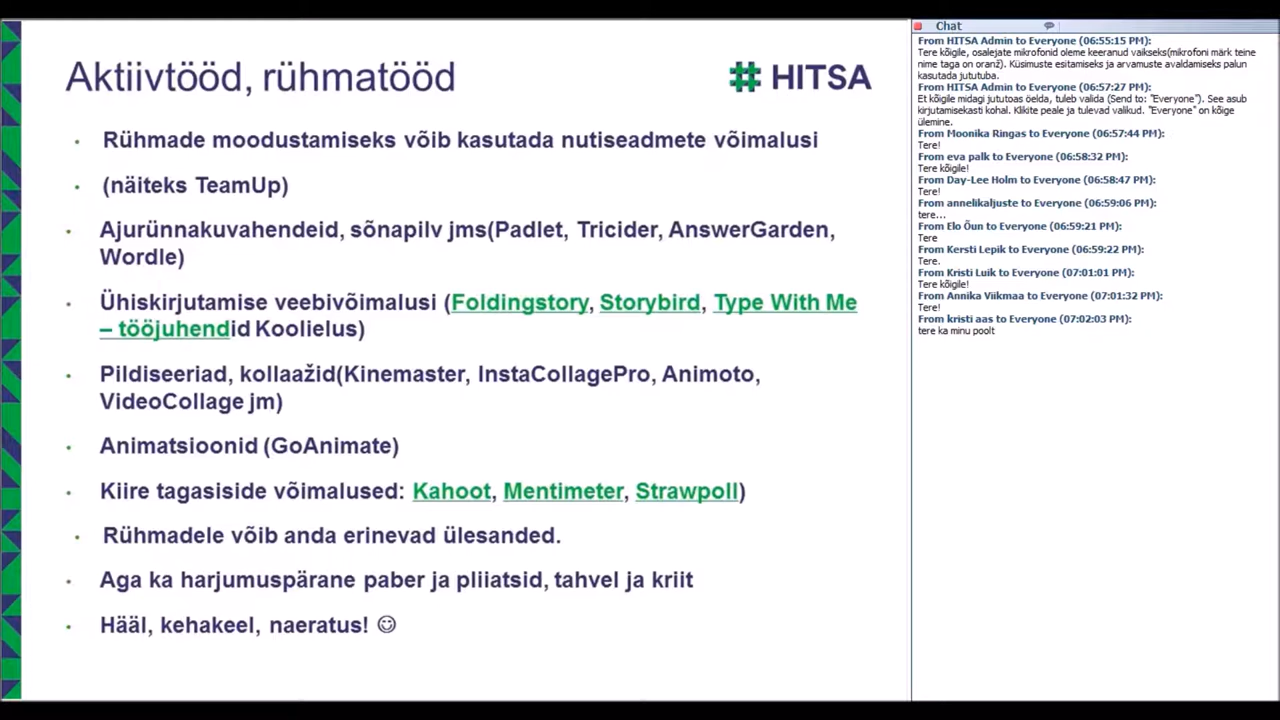 Aktiivtööd, rühmatööd
HITSA
• Rühmade moodustamiseks võib kasutada nutiseadmete võimalusi
• (näiteks TeamUp)
• Ajurünnakuvahendeid, sõnapilv jms(Padlet, Tricider, AnswerGarden,
Wordle)
• Ühiskirjutamise veebivõimalusi (Foldingstory, Storybird, Type With Me
– tööjuhendid Koolielus)
• Pildiseeriad, kollaažid(Kinemaster, InstaCollagePro, Animoto,
VideoCollage jm)
• Animatsioonid (GoAnimate)
• Kiire tagasiside võimalused: Kahoot, Mentimeter, Strawpoll)
• Rühmadele võib anda erinevad ülesanded.
• Aga ka harjumuspärane paber ja pliiatsid, tahvel ja kriit
• Hääl, kehakeel, naeratus! ☺
Chat
From HITSA Admin to Everyone (06:55:15 PM):
Tere kõigile, osalejate mikrofonid oleme keeranud vaikseks(mikrofoni märk teine
nime taga on oranž). Küsimuste esitamiseks ja arvamuste avaldamiseks palun
kasutada jututuba.
From HITSA Admin to Everyone (06:57:27 PM):
Et kõigile midagi jututoas öelda, tuleb valida (Send to: "Everyone"). See asub
kirjutamisekasti kohal. Klikite peale ja tulevad valikud. "Everyone" on kõige
ülemine.
From Moonika Ringas to Everyone (06:57:44 PM):
Tere!
From eva palk to Everyone (06:58:32 PM):
Tere kõigile!
From Day-Lee Holm to Everyone (06:58:47 PM):
Tere!
From annelikaljuste to Everyone (06:59:06 PM):
tere...
From Elo Õun to Everyone (06:59:21 PM):
Tere
From Kersti Lepik to Everyone (06:59:22 PM):
Tere.
From Kristi Luik to Everyone (07:01:01 PM):
Tere kõigile!
From Annika Viikmaa to Everyone (07:01:32 PM):
Tere!
From kristi aas to Everyone (07:02:03 PM):
tere ka minu poolt